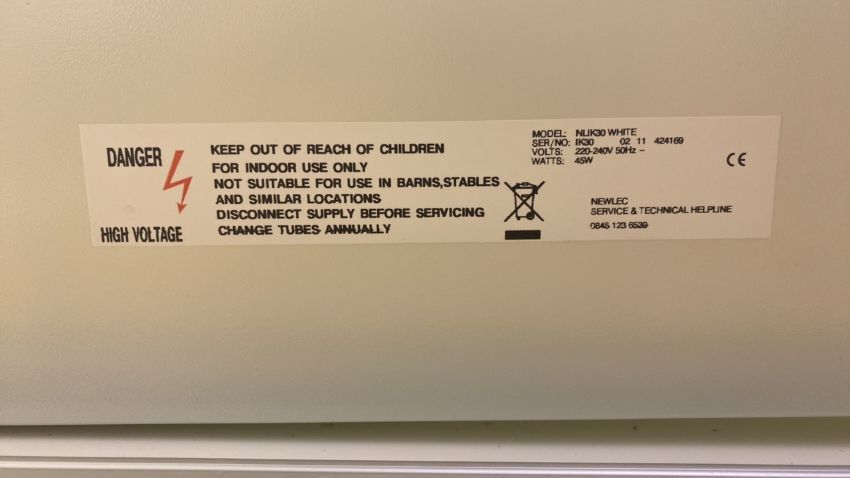 DANGER
HIGH VOLTAGE
KEEP OUT OF REACH OF CHILDREN
FOR INDOOR USE ONLY
NOT SUITABLE FOR USE IN BARNS,STABLES
AND SIMILAR LOCATIONS
DISCONNECT SUPPLY BEFORE SERVICING
CHANGE TUBES ANNUALLY
MODEL: NLIK30 WHITE
SER/NO: IK30 02 11 424169
VOLTS: 220-240V 50Hz ~
WATTS: 45W
CE
NEWLEC
SERVICE & TECHNICAL HELPLINE
0845 123 6539